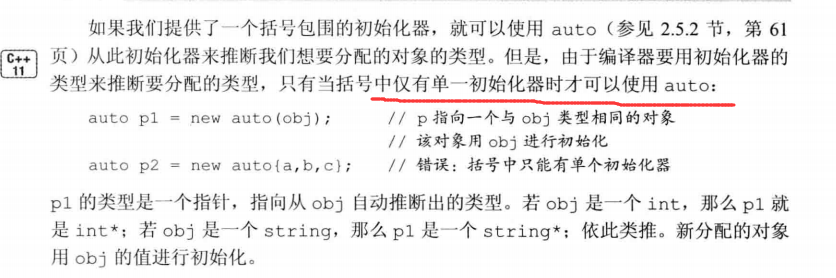 如果我们提供了一个括号包围的初始化器，就可以使用 auto（参见 2.5.2 节，第 61
C++
11
页）从此初始化器来推断我们想要分配的对象的类型。但是，由于编译器要用初始化器的
类型来推断要分配的类型，只有当括号中仅有单一初始化器时才可以使用 auto：
auto p1 = new auto(obj); // p 指向一个与 obj 类型相同的对象
// 该对象用 obj 进行初始化
auto p2 = new auto{a,b,c}; // 错误：括号中只能有单个初始化器
p1 的类型是一个指针，指向从 obj 自动推断出的类型。若 obj 是一个 int，那么 p1 就
是 int*；若 obj 是一个 string，那么 p1 是一个 string*；依此类推。新分配的对象
用 obj 的值进行初始化。